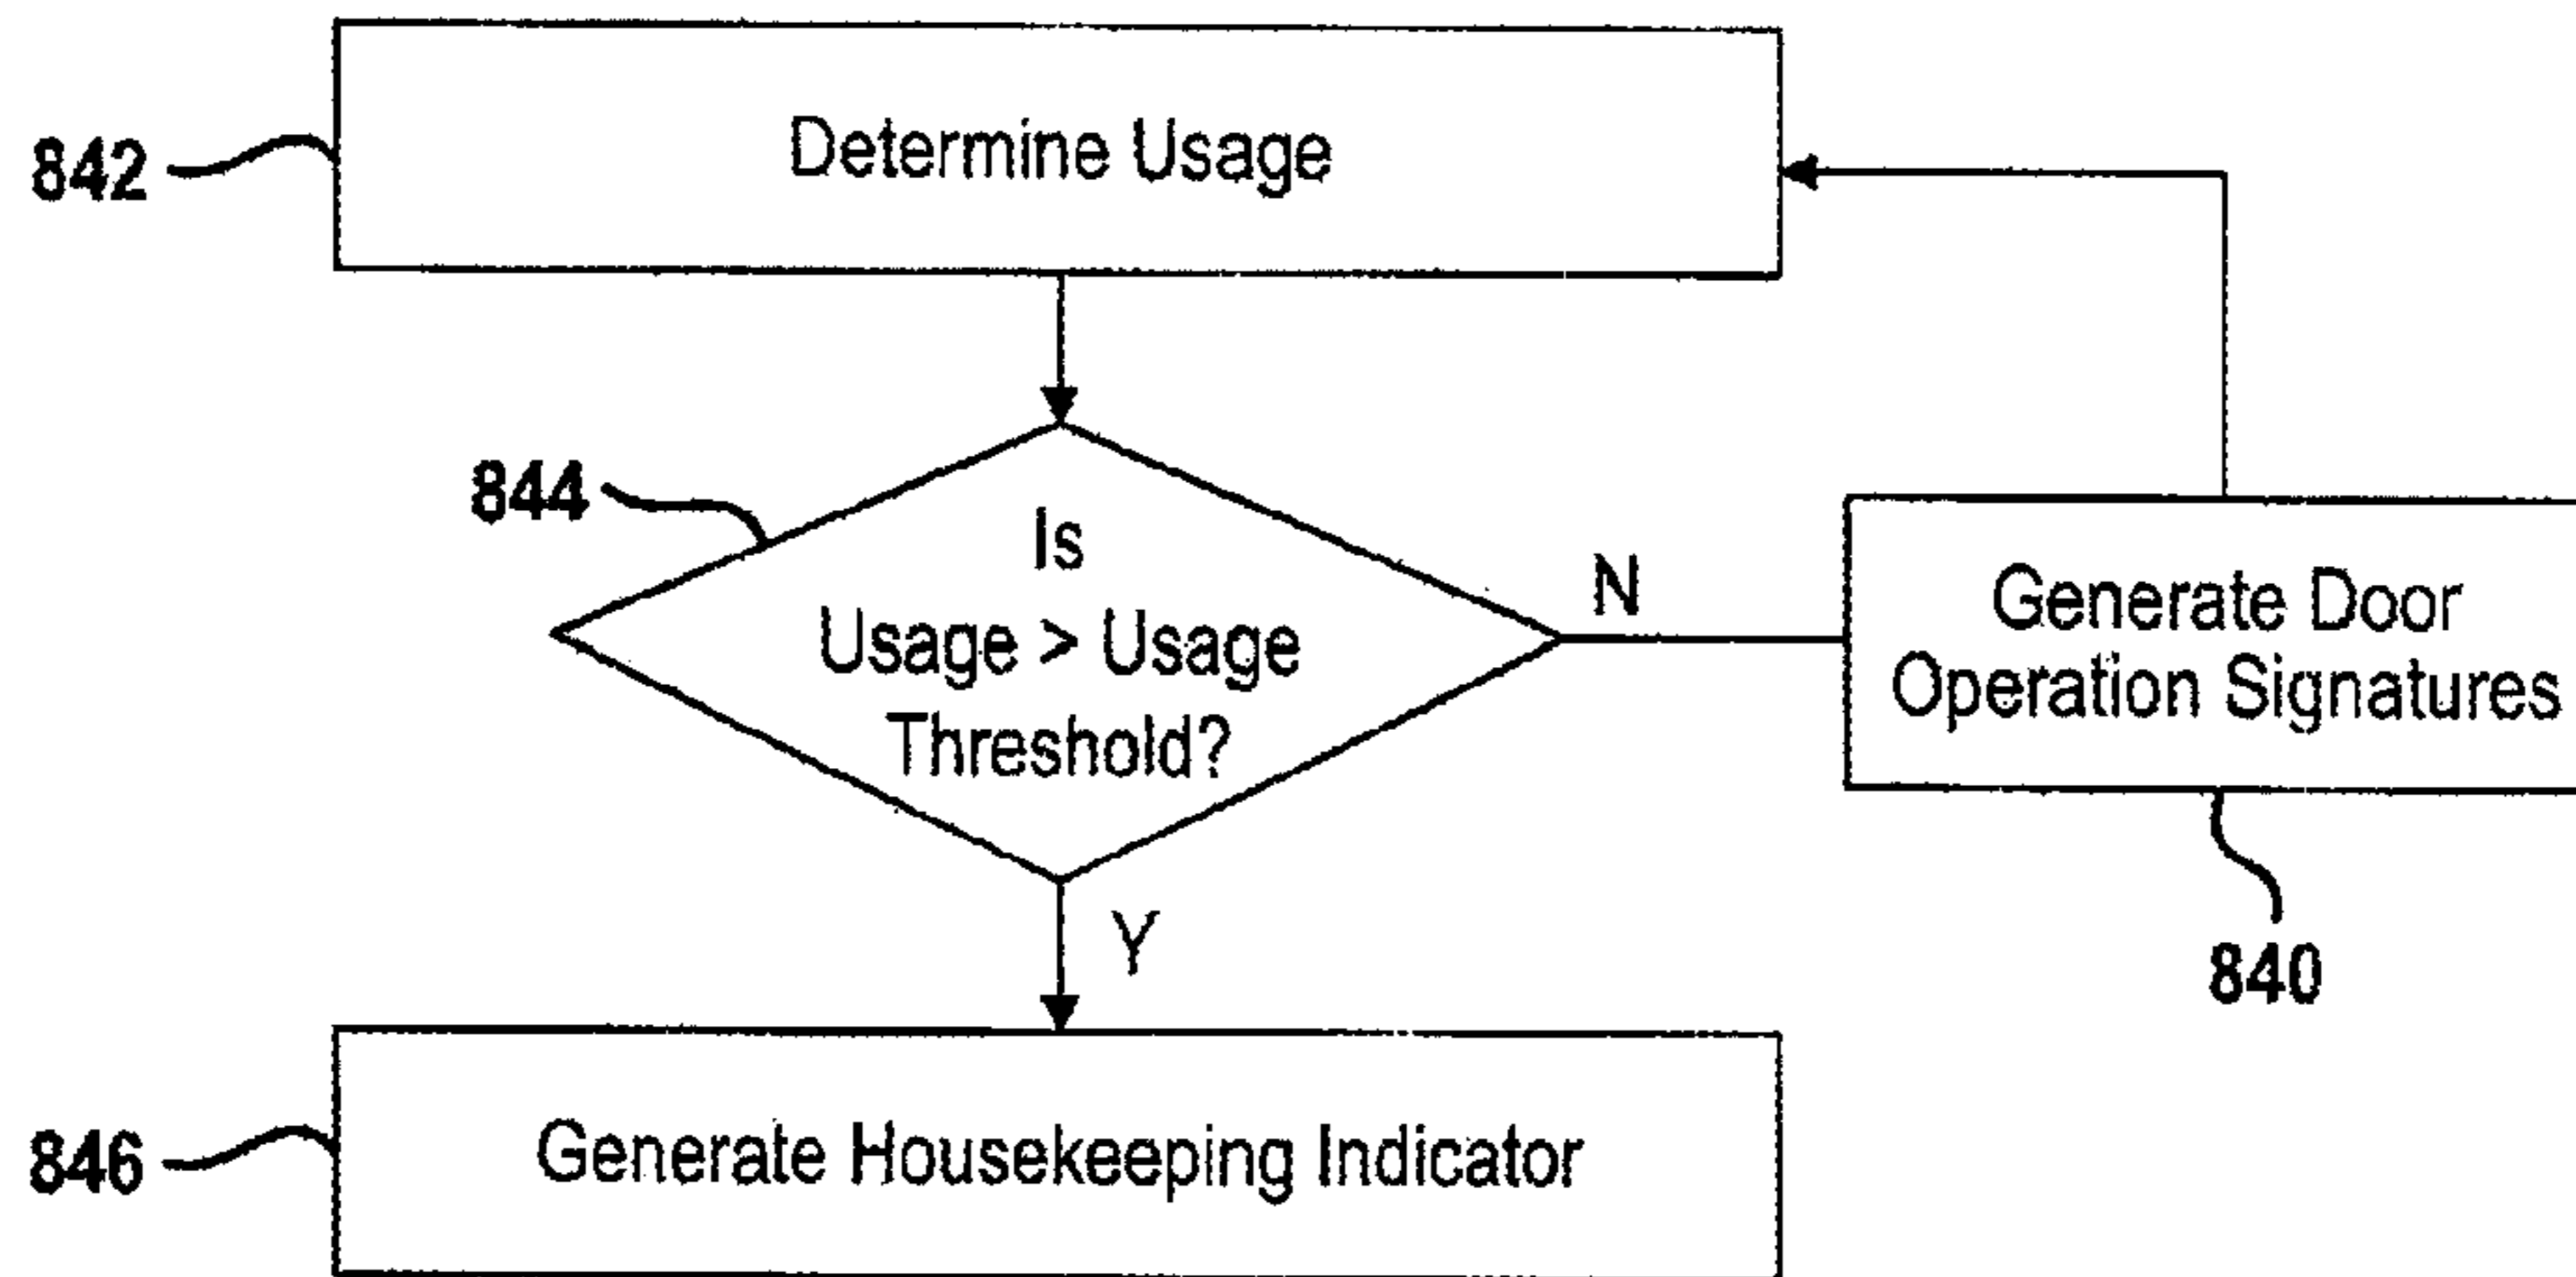 842
Determine Usage
844
Is
Usage > Usage
Threshold?
N
Generate Door
Operation Signatures
840
Y
846
Generate Housekeeping Indicator